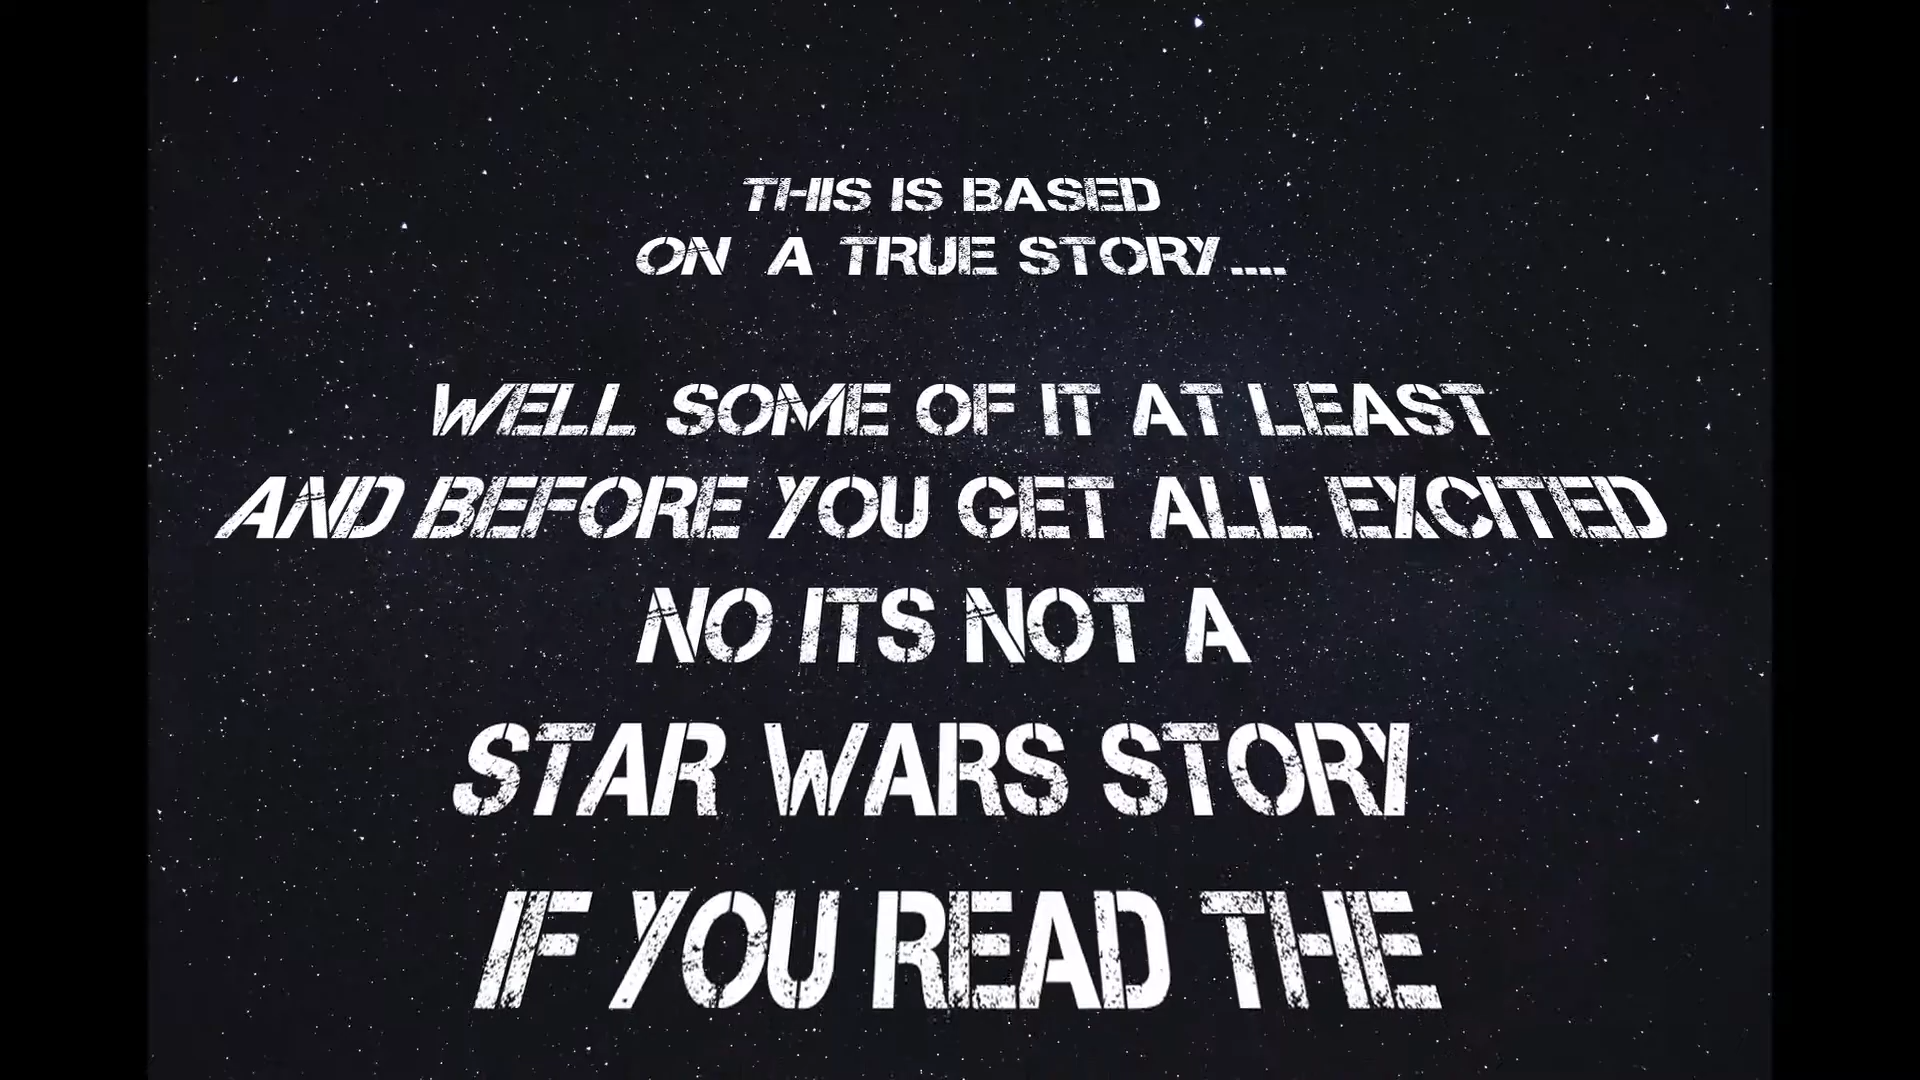 THIS IS BASED
ON A TRUE STORY....
WELL SOME OF IT AT LEAST
AND BEFORE YOU GET ALL EXCITED
NO ITS NOT A
STAR WARS STORY
IF YOU READ THE